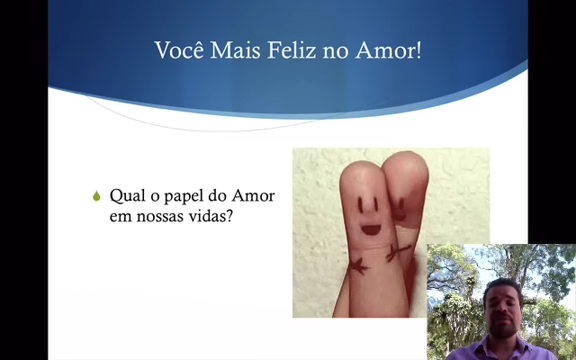 Você Mais Feliz no Amor!
Qual o papel do Amor
em nossas vidas?